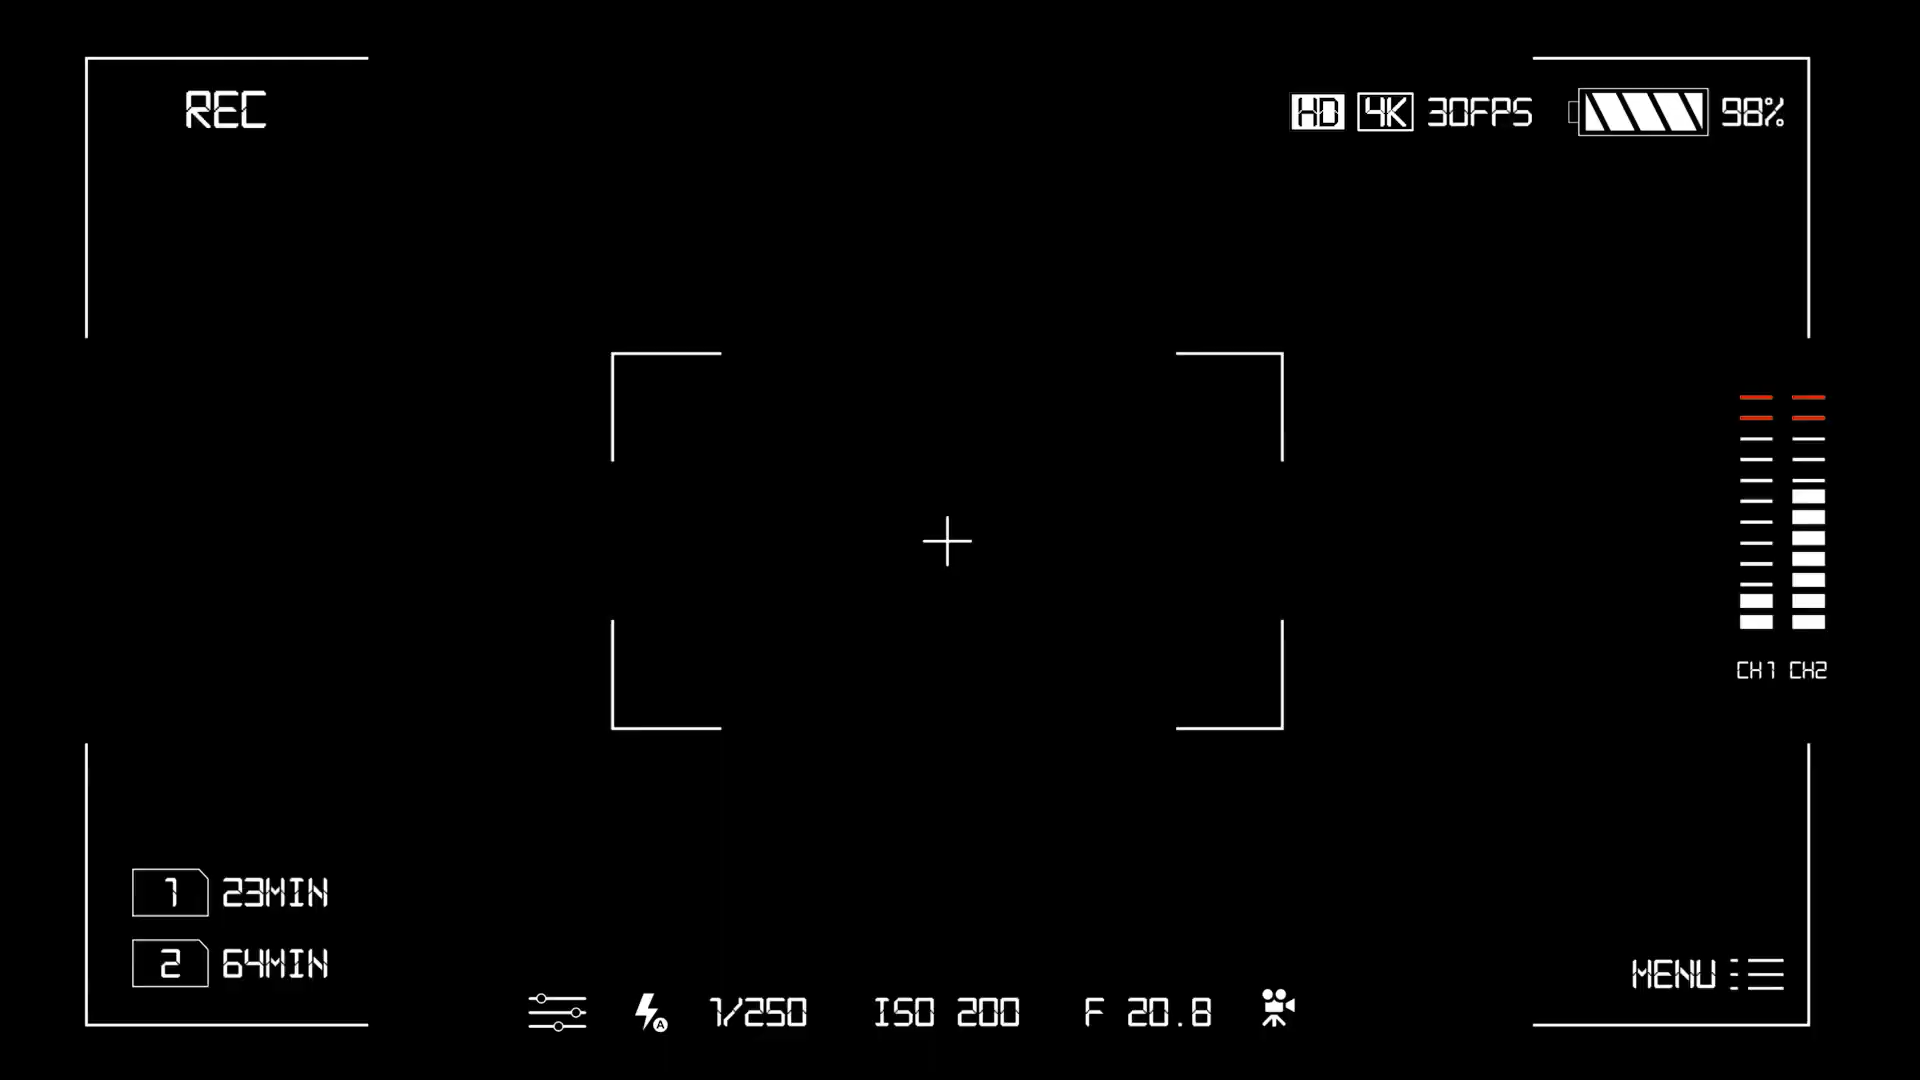 REC
HD 4K 30FPS 98%
CH1 CH2
1 23MIN
2 64MIN
MENU
A 1/250 ISO 200 F 20.8